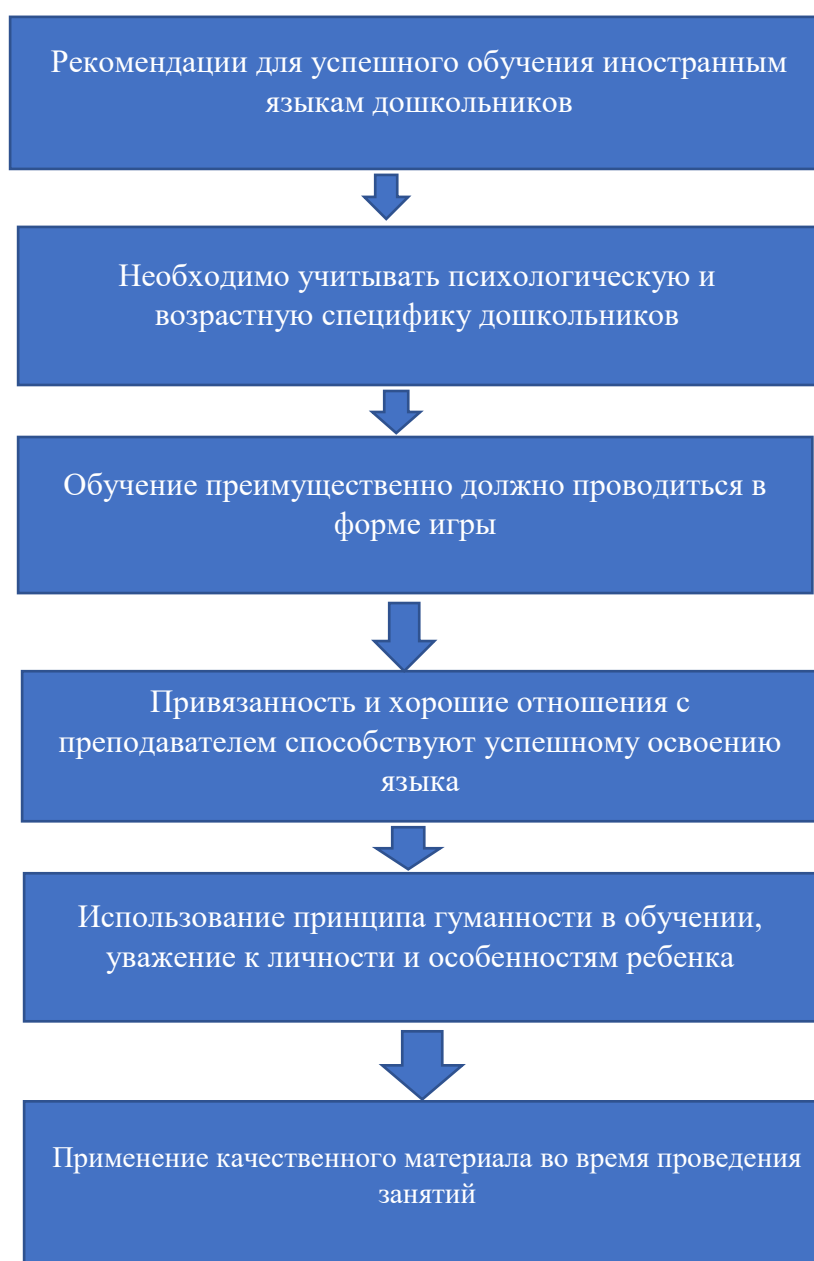 Рекомендации для успешного обучения иностранным
языкам дошкольников
Необходимо учитывать психологическую и
возрастную специфику дошкольников
Обучение преимущественно должно проводиться в
форме игры
Привязанность и хорошие отношения с
преподавателем способствуют успешному освоению
языка
Использование принципа гуманности в обучении,
уважение к личности и особенностям ребенка
Применение качественного материала во время проведения
занятий